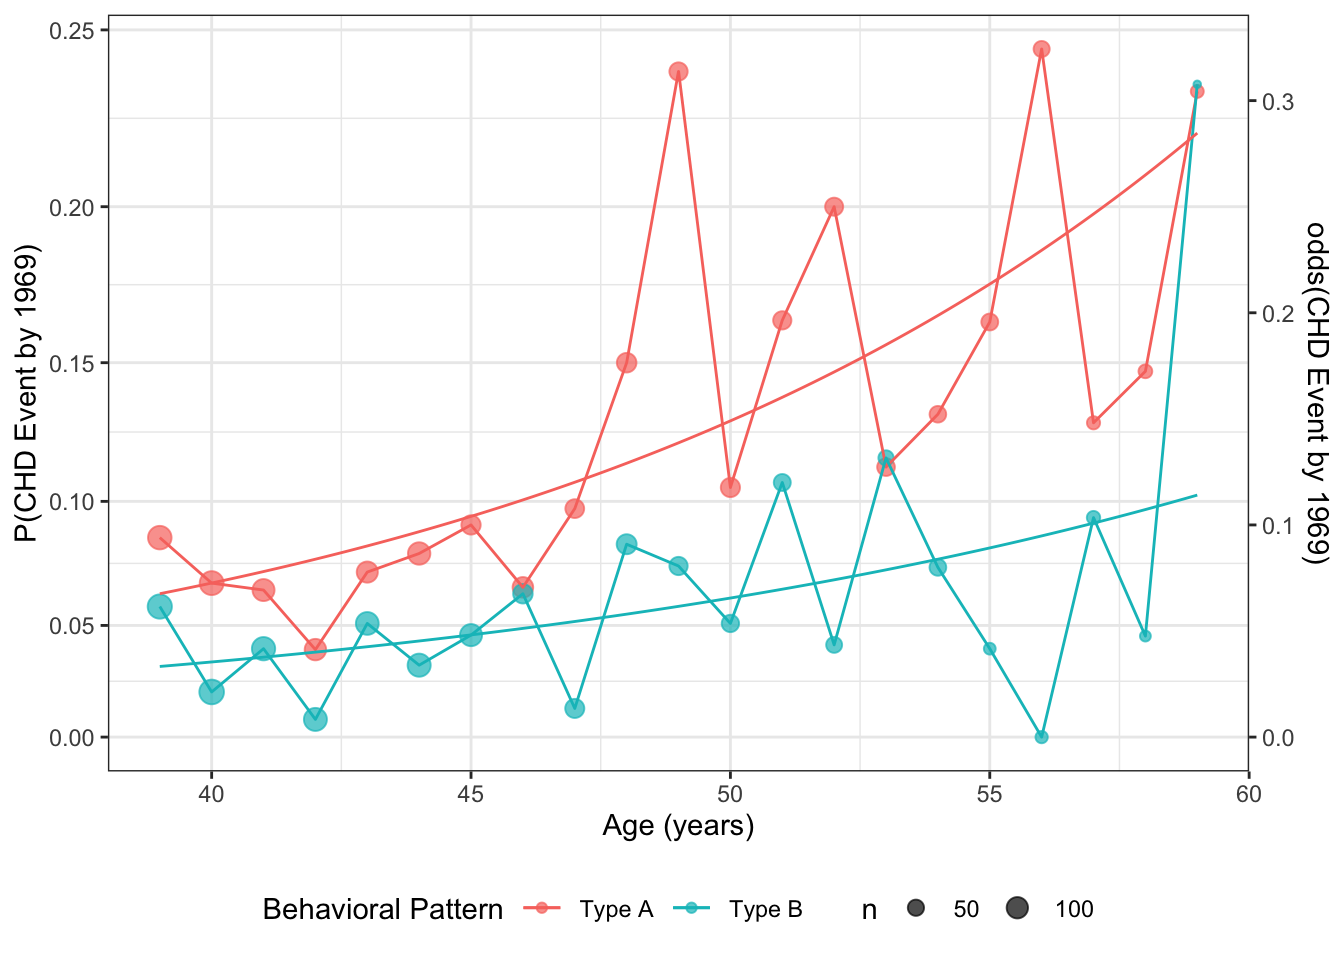 0.25
0.20
0.15
0.10
0.05
0.00
P(CHD Event by 1969)
0.3
0.2
0.1
0.0
odds(CHD Event by 1969)
40 45 50 55 60
Age (years)
Behavioral Pattern Type A Type B n 50 100